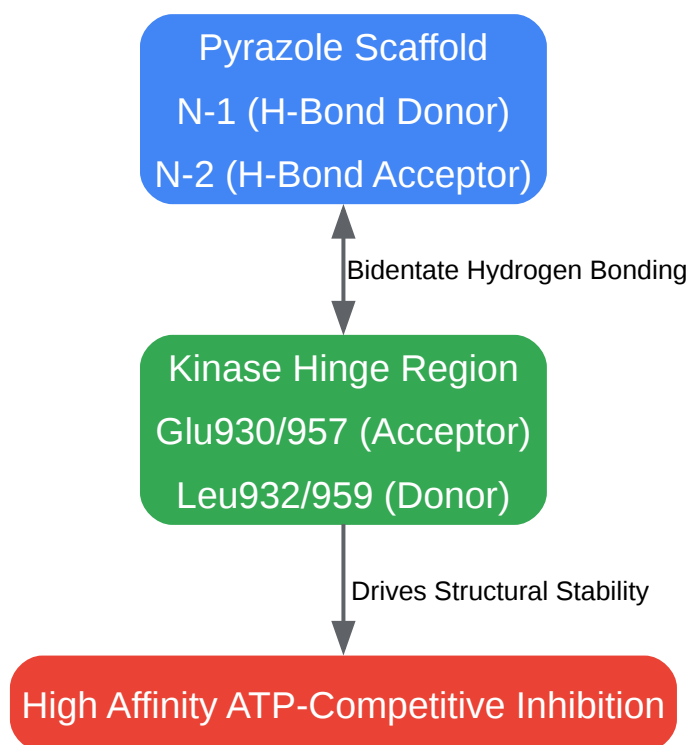 Pyrazole Scaffold
N-1 (H-Bond Donor)
N-2 (H-Bond Acceptor)
Bidentate Hydrogen Bonding
Kinase Hinge Region
Glu930/957 (Acceptor)
Leu932/959 (Donor)
Drives Structural Stability
High Affinity ATP-Competitive Inhibition